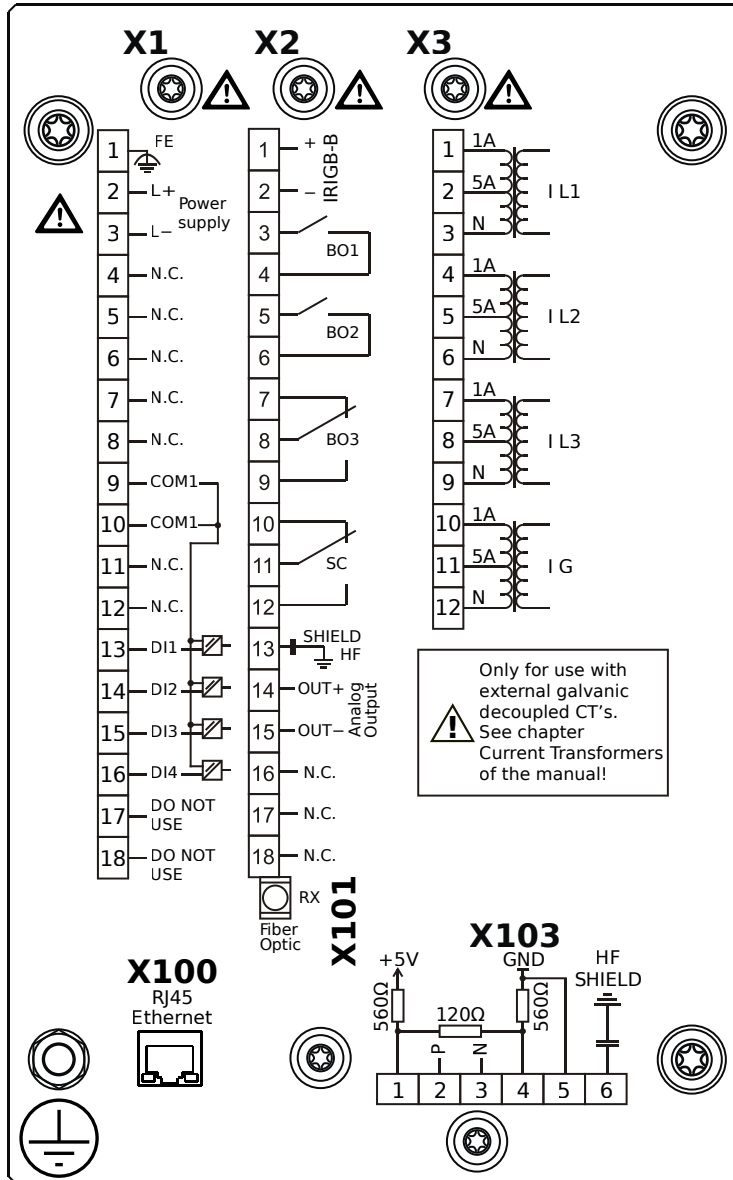 X1
X2
X3
1 FE
2 L+
Power
supply
3 L−
4 N.C.
5 N.C.
6 N.C.
7 N.C.
8 N.C.
9 COM1
10 COM1
11 N.C.
12 N.C.
13 DI1
14 DI2
15 DI3
16 DI4
17 DO NOT
USE
18 DO NOT
USE
1 +
IRIGB-B
2 −
3
BO1
4
5
BO2
6
7
8 BO3
9
10
11 SC
12
13 SHIELD
HF
14 OUT+
Analog
Output
15 OUT−
16 N.C.
17 N.C.
18 N.C.
RX
Fiber
Optic
X101
1 1A
2 5A I L1
3 N
4 1A
5 5A I L2
6 N
7 1A
8 5A I L3
9 N
10 1A
11 5A I G
12 N
!
!
!
!
!
Only for use with
external galvanic
decoupled CT's.
See chapter
Current Transformers
of the manual!
X100
RJ45
Ethernet
X103
+5V
GND
HF
SHIELD
560Ω
120Ω
560Ω
P
N
1 2 3 4 5 6